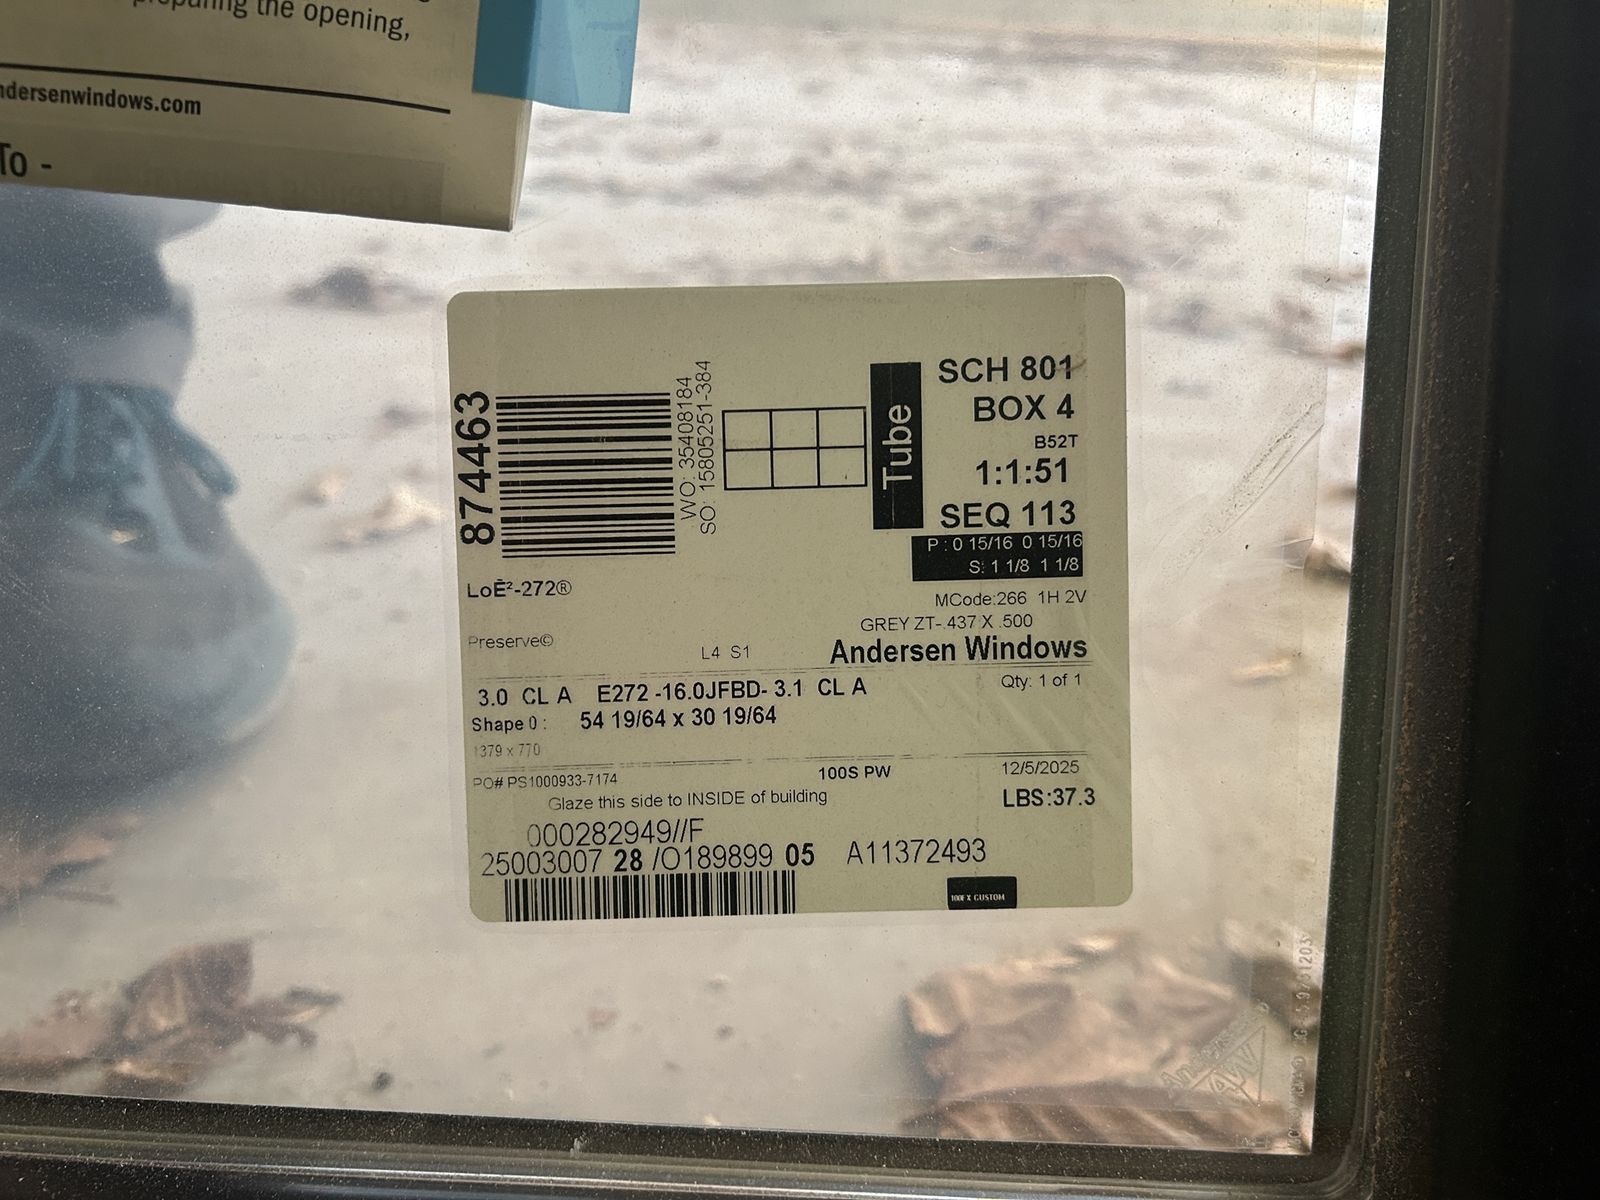 preparing the opening,
ndersenwindows.com
To -
874463
WO: 35408184
SO: 15805251-384
Tube
SCH 801
BOX 4
B52T
1:1:51
SEQ 113
P: 0 15/16 0 15/16
S: 1 1/8 1 1/8
LoĒ²-272®
MCode:266 1H 2V
GREY ZT-.437 X .500
Preserve©
L4 S1
Andersen Windows
3.0 CL A E272 -16.0JFBD- 3.1 CL A
Qty: 1 of 1
Shape 0 : 54 19/64 x 30 19/64
1379 x 770
PO# PS1000933-7174
100S PW
12/5/2025
Glaze this side to INSIDE of building
LBS:37.3
000282949//F
25003007 28 /O189899 05 A11372493
100F X CUSTOM
Andersen
AW